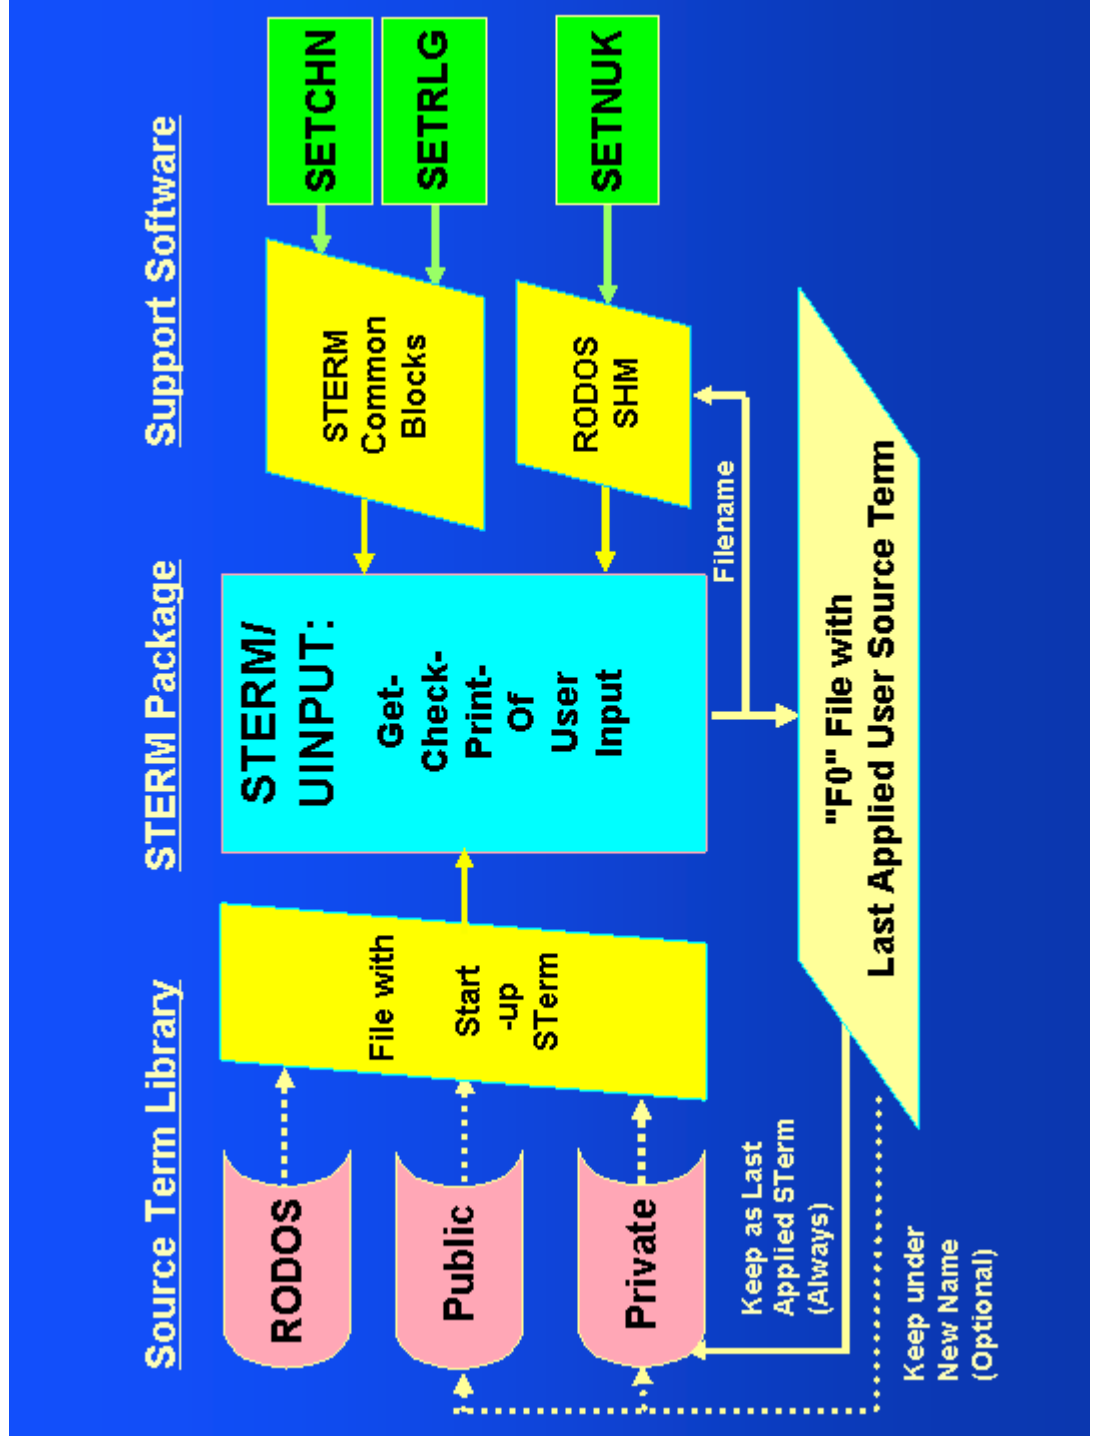 Source Term Library
STERM Package
Support Software
RODOS
Public
Private
File with
Start
-up
STerm
STERM/
UINPUT:
Get-
Check-
Print-
Of
User
Input
STERM
Common
Blocks
RODOS
SHM
SETCHN
SETRLG
SETNUK
Filename
Keep as Last
Applied STerm
(Always)
"F0" File with
Last Applied User Source Term
Keep under
New Name
(Optional)